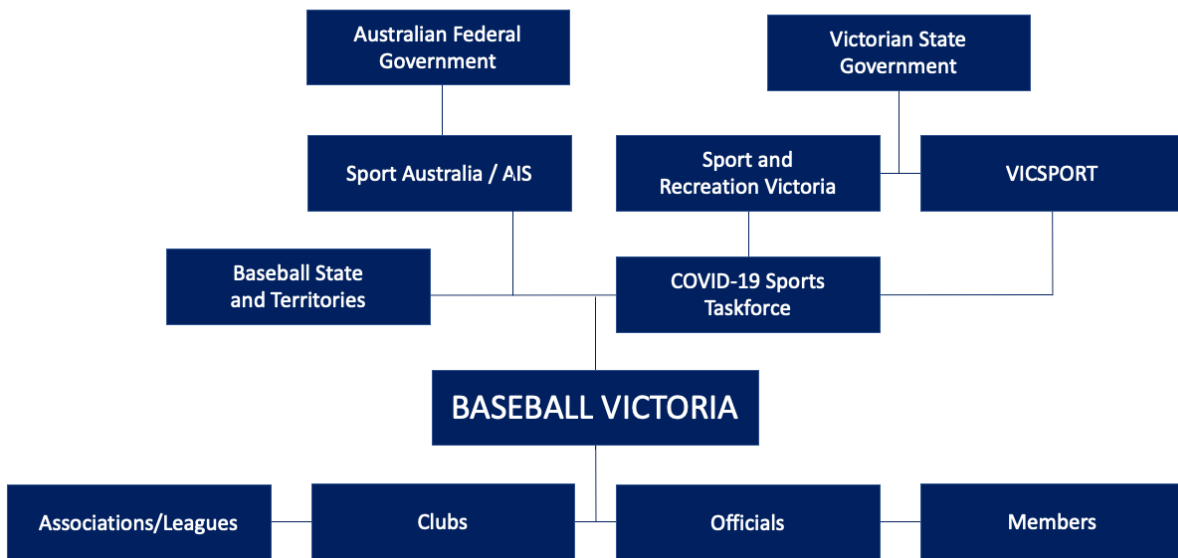 Australian Federal
Government
Victorian State
Government
Sport Australia / AIS
Sport and
Recreation Victoria
VICSPORT
Baseball State
and Territories
COVID-19 Sports
Taskforce
BASEBALL VICTORIA
Associations/Leagues
Clubs
Officials
Members